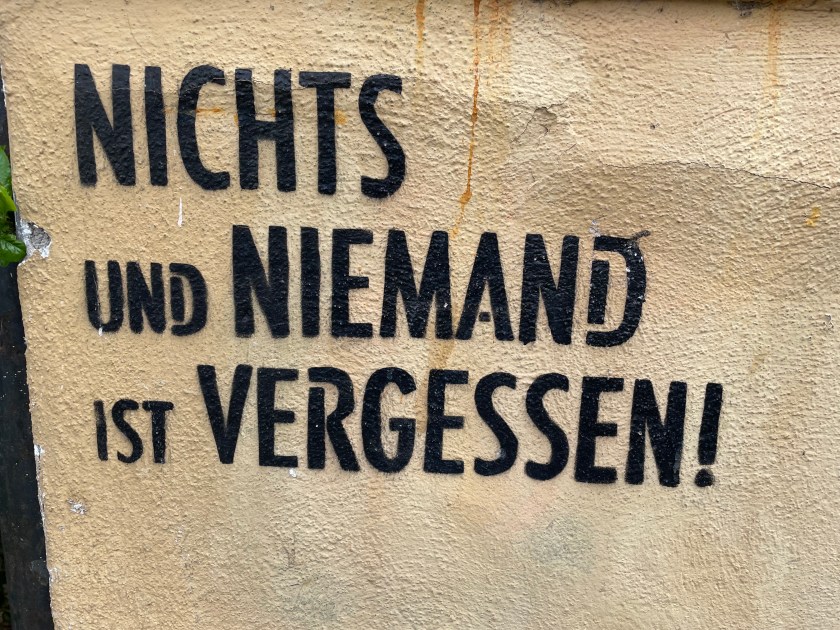 NICHTS
UND NIEMAND
IST VERGESSEN!